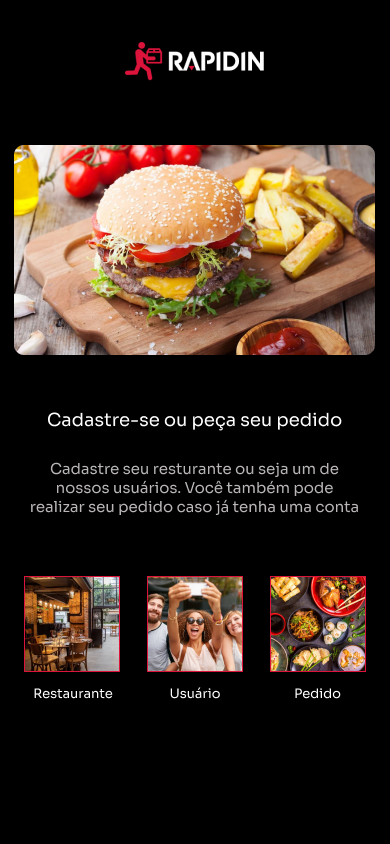 RAPIDIN
Cadastre-se ou peça seu pedido
Cadastre seu resturante ou seja um de
nossos usuários. Você também pode
realizar seu pedido caso já tenha uma conta
Restaurante
Usuário
Pedido